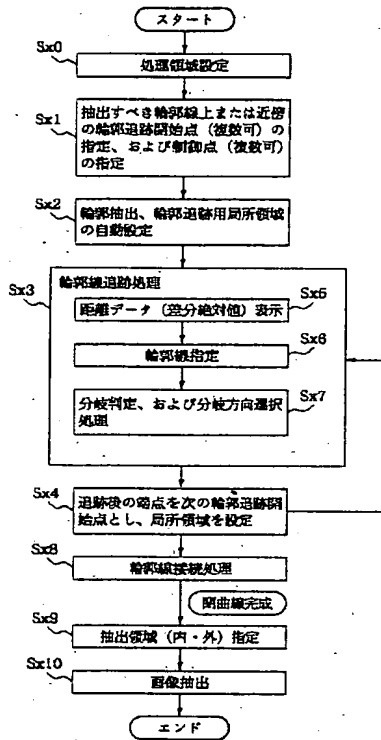 スタート
Sx0
処理領域設定
Sx1
抽出すべき輪郭線上または近傍
の輪郭追跡開始点（複数可）の
指定、および制御点（複数可）
の指定
Sx2
輪郭抽出、輪郭追跡用局所領域
の自動設定
Sx3
輪郭線追跡処理
Sx5
距離データ（差分絶対値）表示
Sx6
輪郭線指定
Sx7
分岐判定、および分岐方向選択
処理
Sx4
追跡後の端点を次の輪郭追跡開
始点とし、局所領域を設定
Sx8
輪郭線接続処理
閉曲線完成
Sx9
抽出領域（内・外）指定
Sx10
画像抽出
エンド